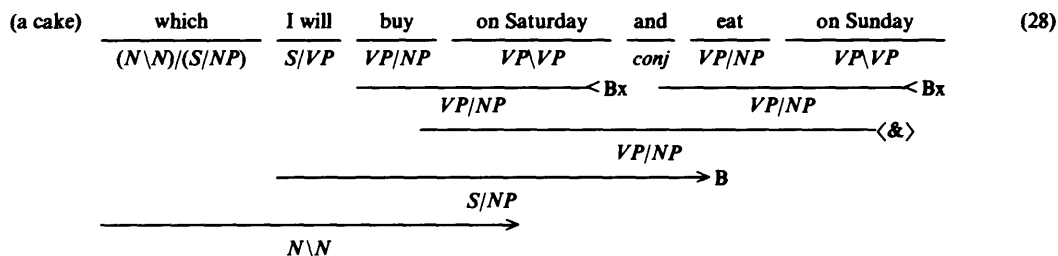 (a cake) which I will buy on Saturday and eat on Sunday (28)
(N\N)/(S/NP) S/VP VP/NP VP\VP conj VP/NP VP\VP
<Bx <Bx
VP/NP VP/NP
⟨&⟩
VP/NP
>B
S/NP
>
N\N